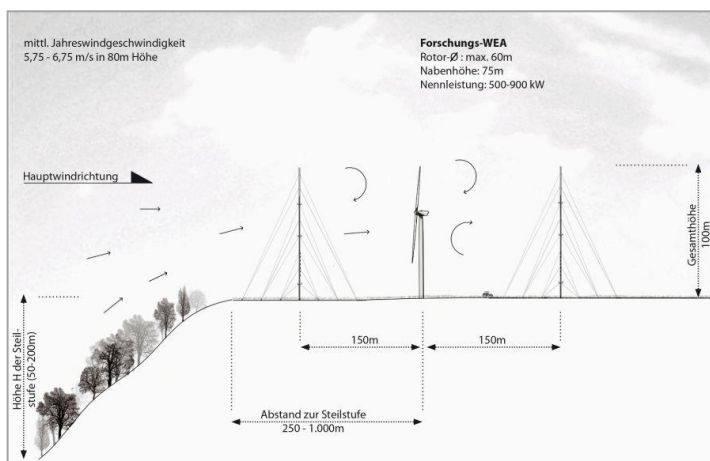 mittl. Jahreswindgeschwindigkeit
5,75 - 6,75 m/s in 80m Höhe
Forschungs-WEA
Rotor-Ø : max. 60m
Nabenhöhe: 75m
Nennleistung: 500-900 kW
Hauptwindrichtung
Gesamthöhe
100m
Höhe H der Steil-
stufe (50-200m)
150m
150m
Abstand zur Steilstufe
250 - 1.000m